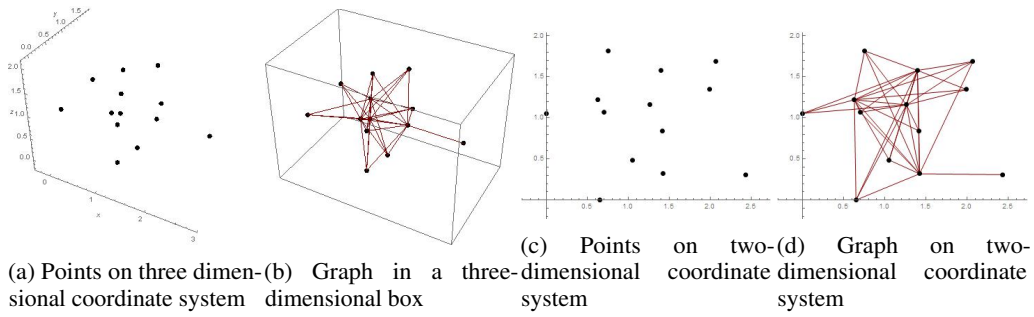 y
0.0
0.5
1.0
1.5
2.0
1.5
z
1.0
0.5
0.0
0
1
x
2
3
2.0
1.5
1.0
0.5
0.5
1.0
1.5
2.0
2.5
2.0
1.5
1.0
0.5
0.5
1.0
1.5
2.0
2.5
(a) Points on three dimen-
sional coordinate system
(b) Graph in a three-
dimensional box
(c) Points on two-
dimensional coordinate
system
(d) Graph on two-
dimensional coordinate
system